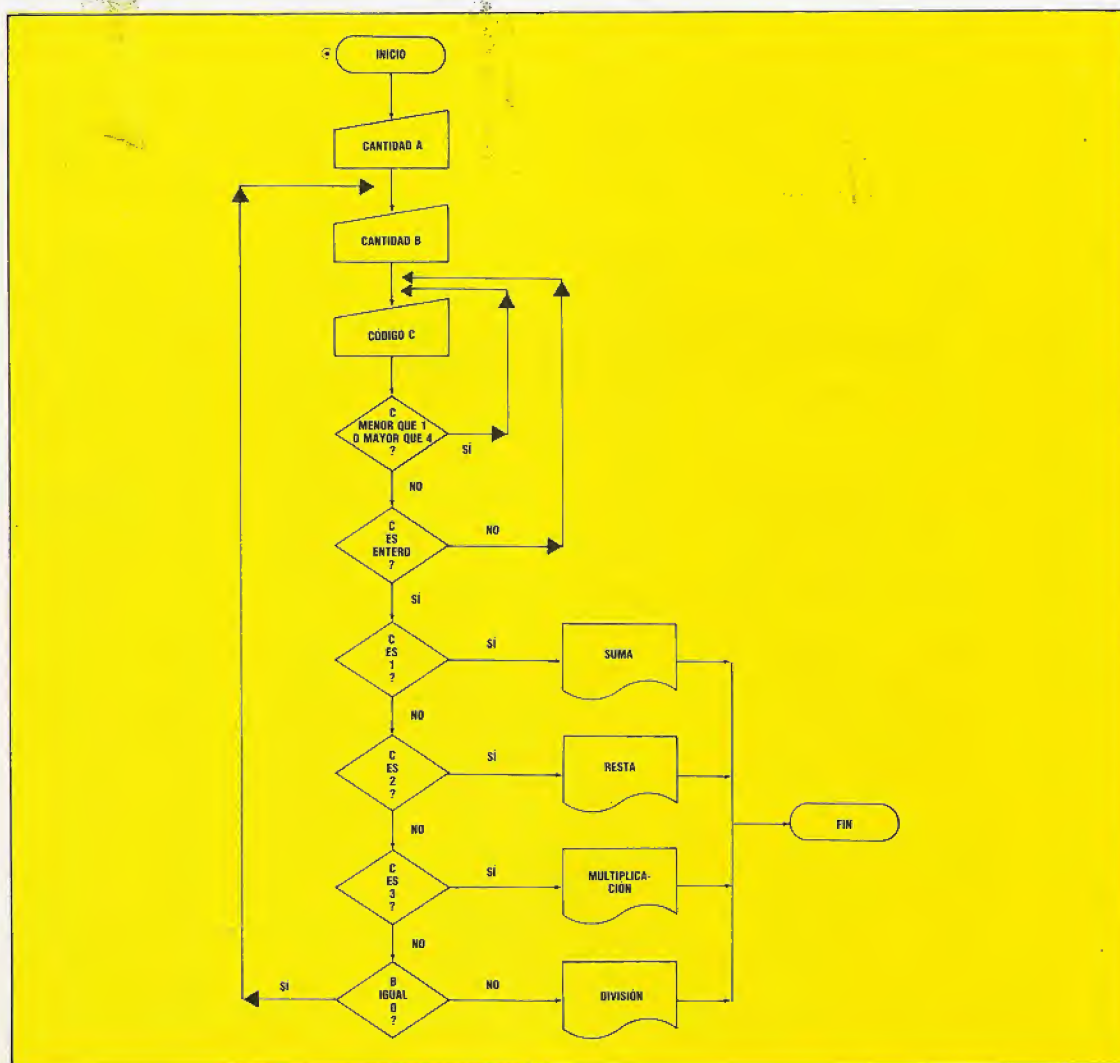 INICIO
CANTIDAD A
CANTIDAD B
CÓDIGO C
C
MENOR QUE 1
O MAYOR QUE 4
?
SÍ
NO
C
ES
ENTERO
?
NO
SÍ
C
ES
1
?
SÍ
SUMA
NO
C
ES
2
?
SÍ
RESTA
NO
FIN
C
ES
3
?
SÍ
MULTIPLICA-
CIÓN
NO
SÍ
B
IGUAL
0
?
NO
DIVISIÓN